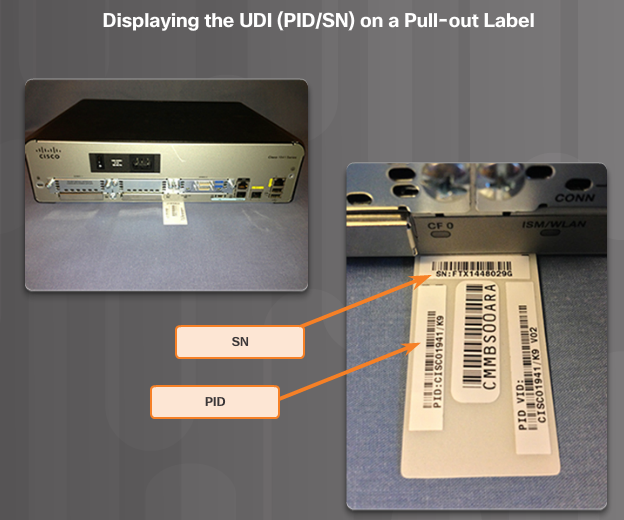 Displaying the UDI (PID/SN) on a Pull-out Label
CISCO
CONN
CF 0
ISM/WLAN
SN:FTX1448029G
SN
PID:CISCO1941/K9
CMMBS00ARA
PID VID:
CISCO1941/K9 V02
PID